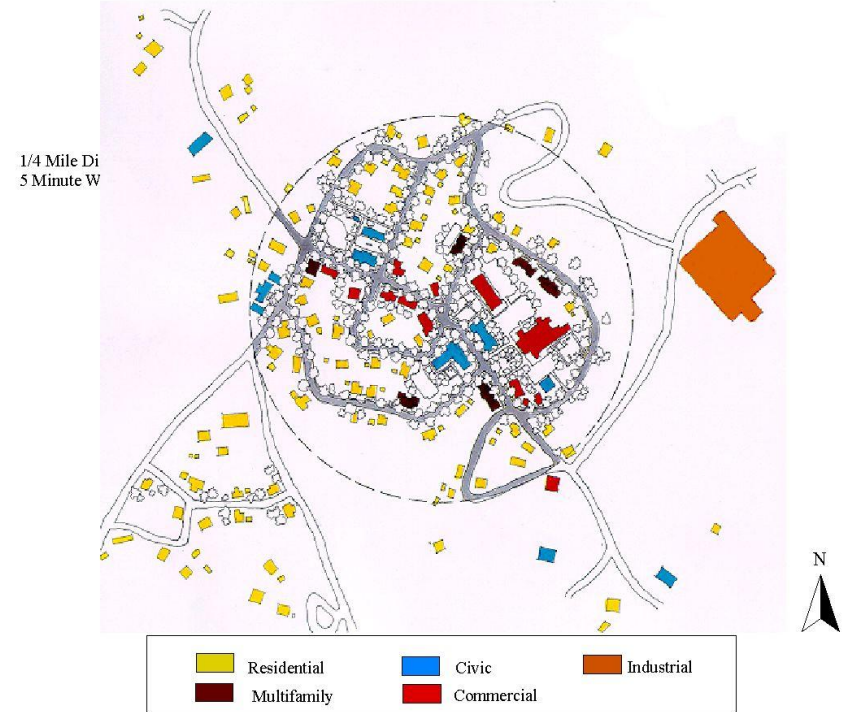 1/4 Mile Di
5 Minute W
N
Residential
Civic
Industrial
Multifamily
Commercial